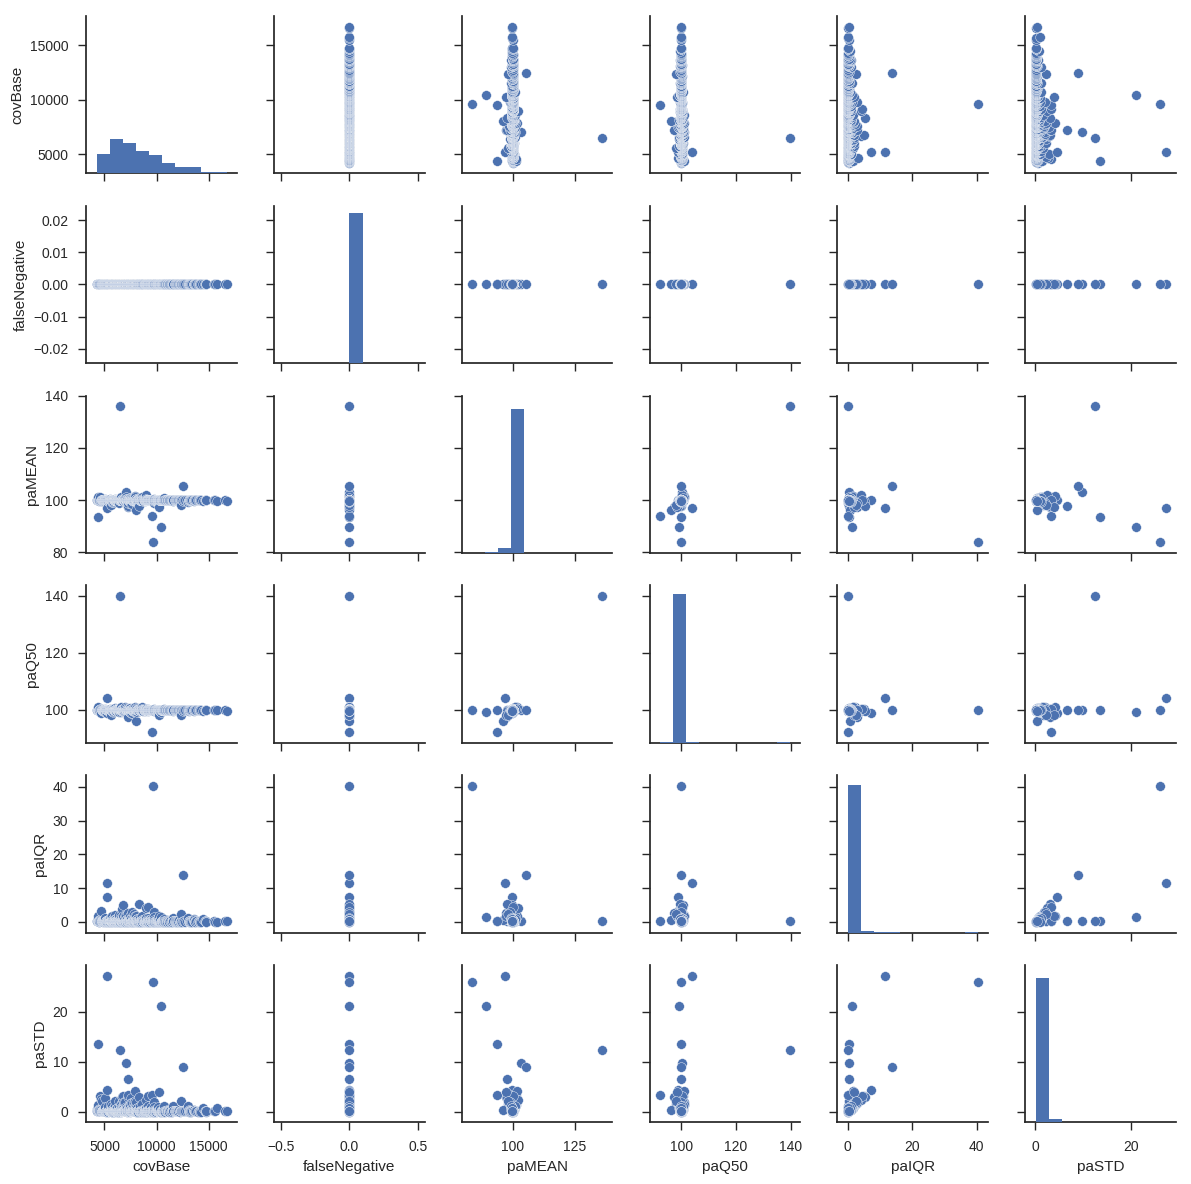 covBase
15000
10000
5000
falseNegative
0.02
0.01
0.00
−0.01
−0.02
paMEAN
140
120
100
80
paQ50
140
120
100
paIQR
40
30
20
10
0
paSTD
20
10
0
5000 10000 15000 −0.5 0.0 0.5 100 125 100 120 140 0 20 40 0 20
covBase falseNegative paMEAN paQ50 paIQR paSTD